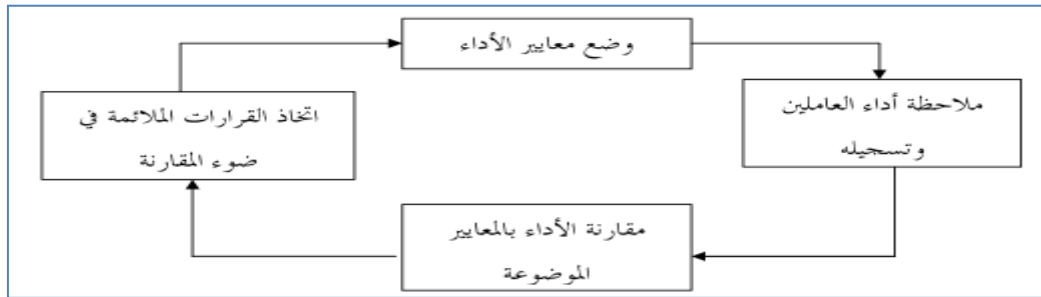 وضع معايير الأداء
ملاحظة أداء العاملين
وتسجيله
مقارنة الأداء بالمعايير
الموضوعة
اتخاذ القرارات الملائمة في
ضوء المقارنة